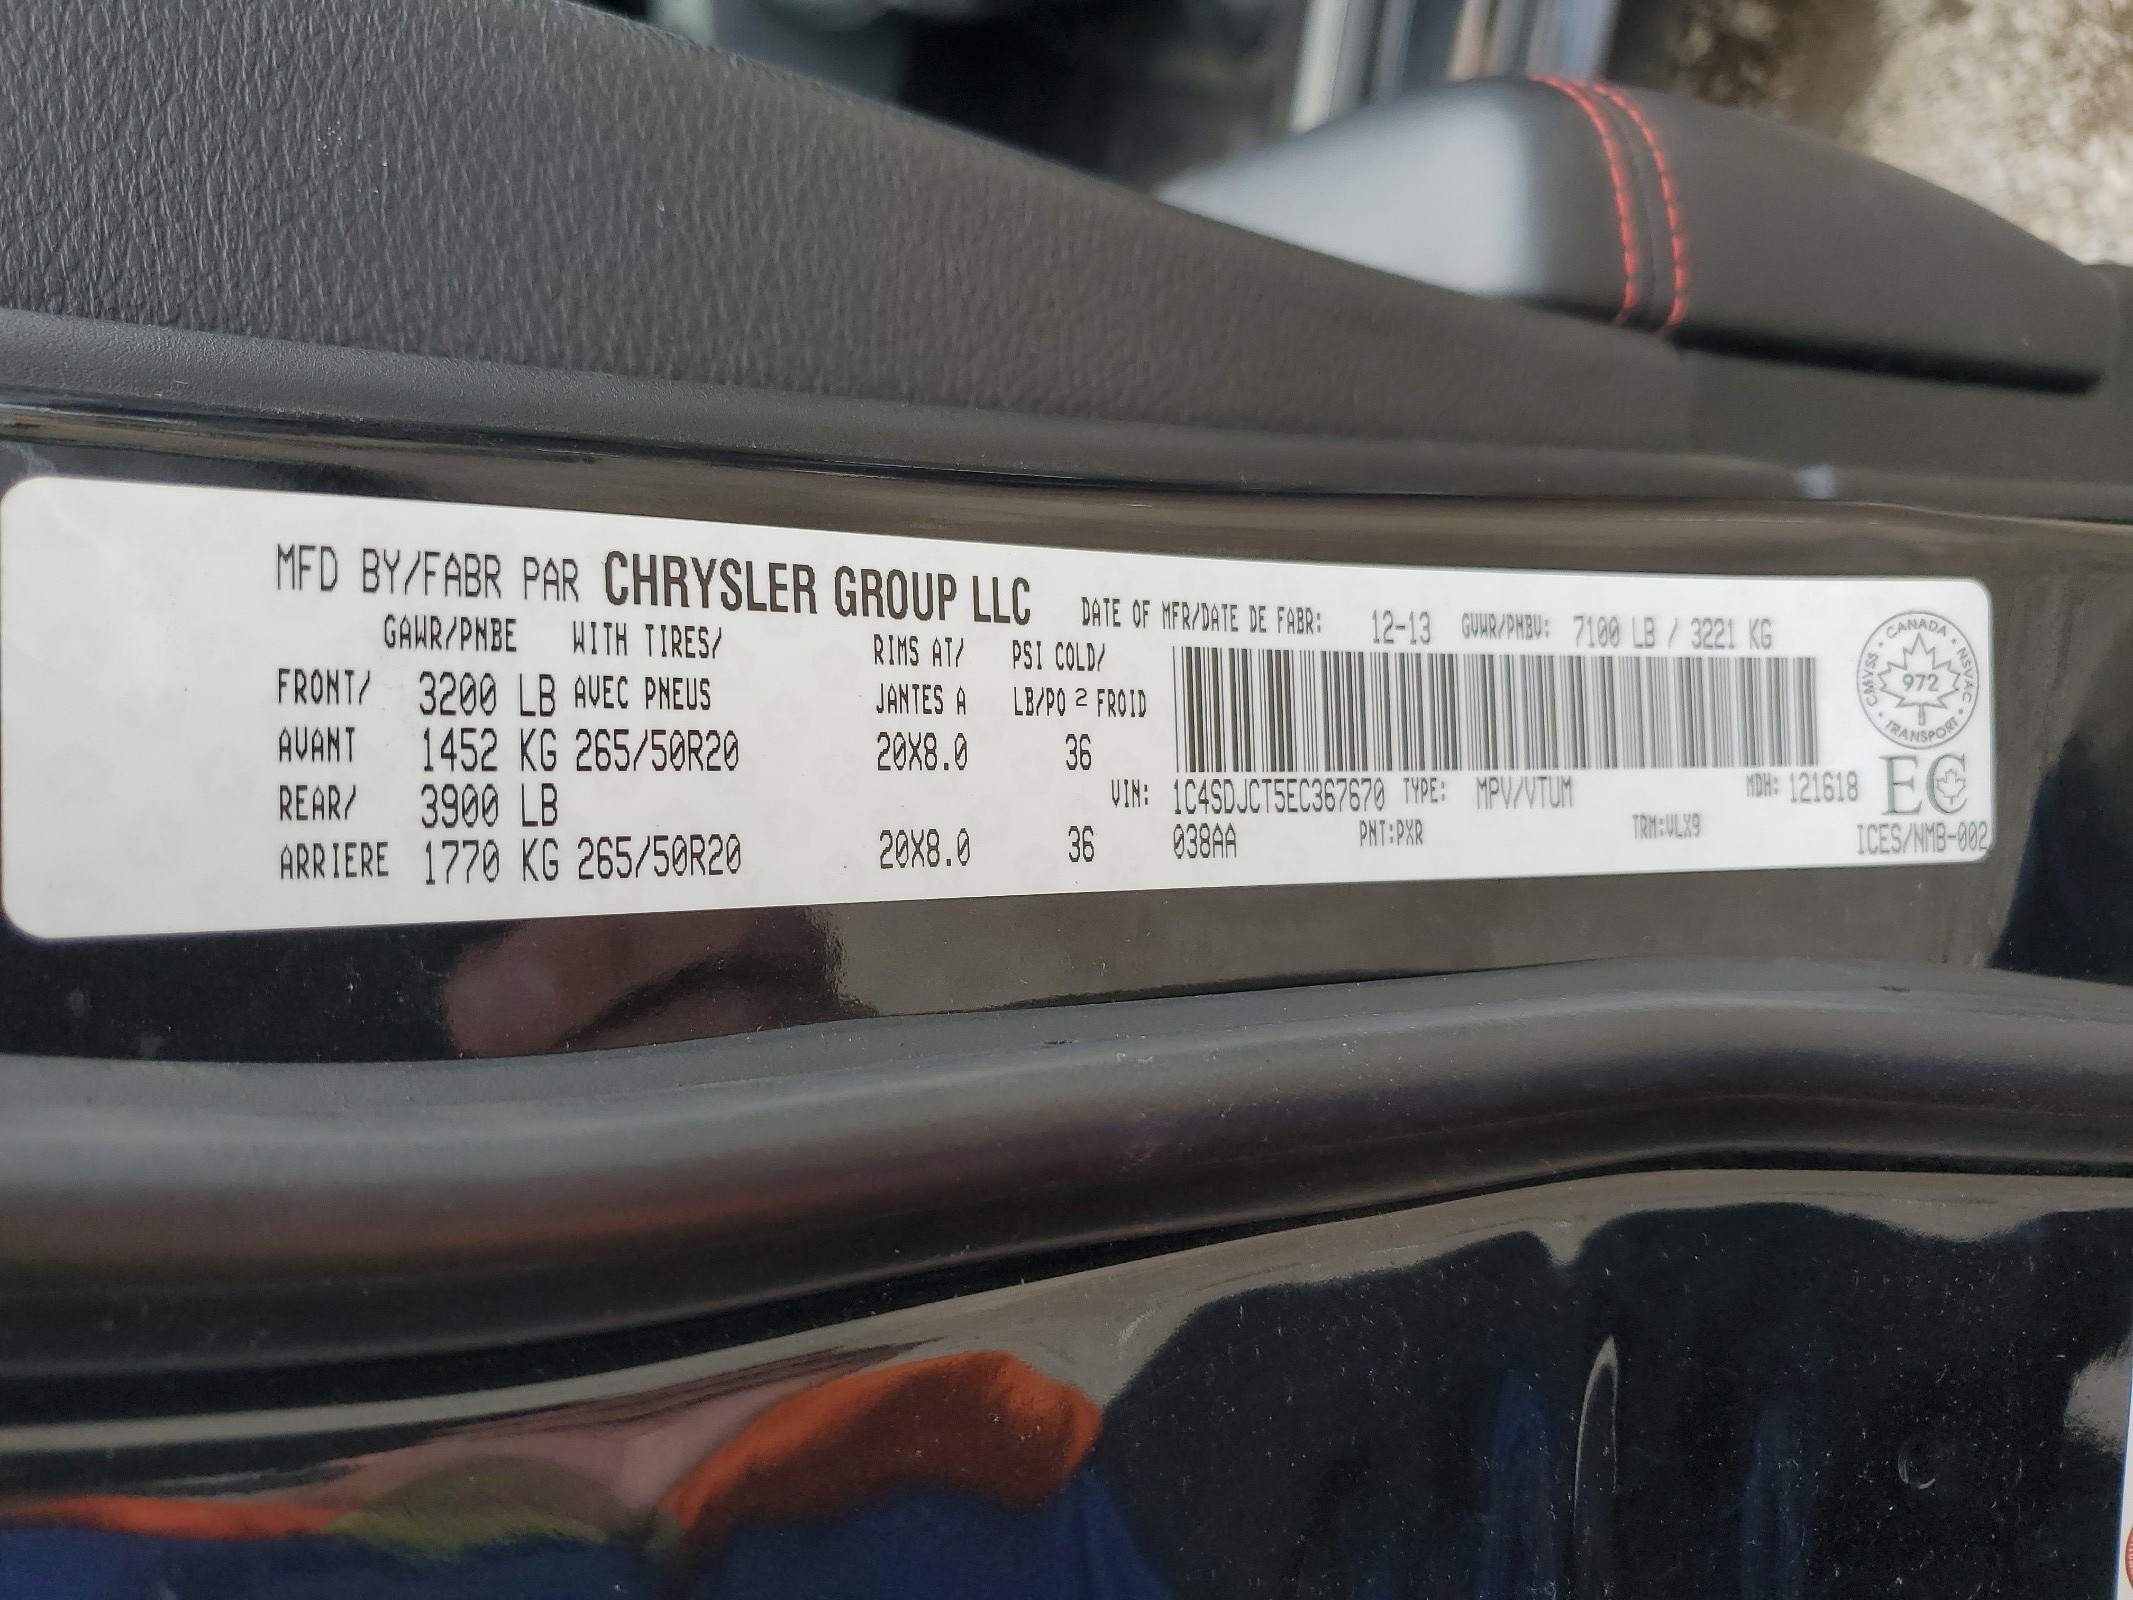 MFD BY/FABR PAR CHRYSLER GROUP LLC DATE OF MFR/DATE DE FABR: 12-13 GVWR/PNBV: 7100 LB / 3221 KG
GAWR/PNBE WITH TIRES/ RIMS AT/ PSI COLD/
FRONT/ 3200 LB AVEC PNEUS JANTES A LB/PO 2 FROID
AVANT 1452 KG 265/50R20 20X8.0 36
REAR/ 3900 LB VIN: 1C4SDJCT5EC367670 TYPE: MPV/VTUM MDH: 121618
ARRIERE 1770 KG 265/50R20 20X8.0 36 038AA PNT:PXR TRM:VLX9
CANADA · NSVAC · TRANSPORT · CMVSS ·
972
EC
ICES/NMB-002